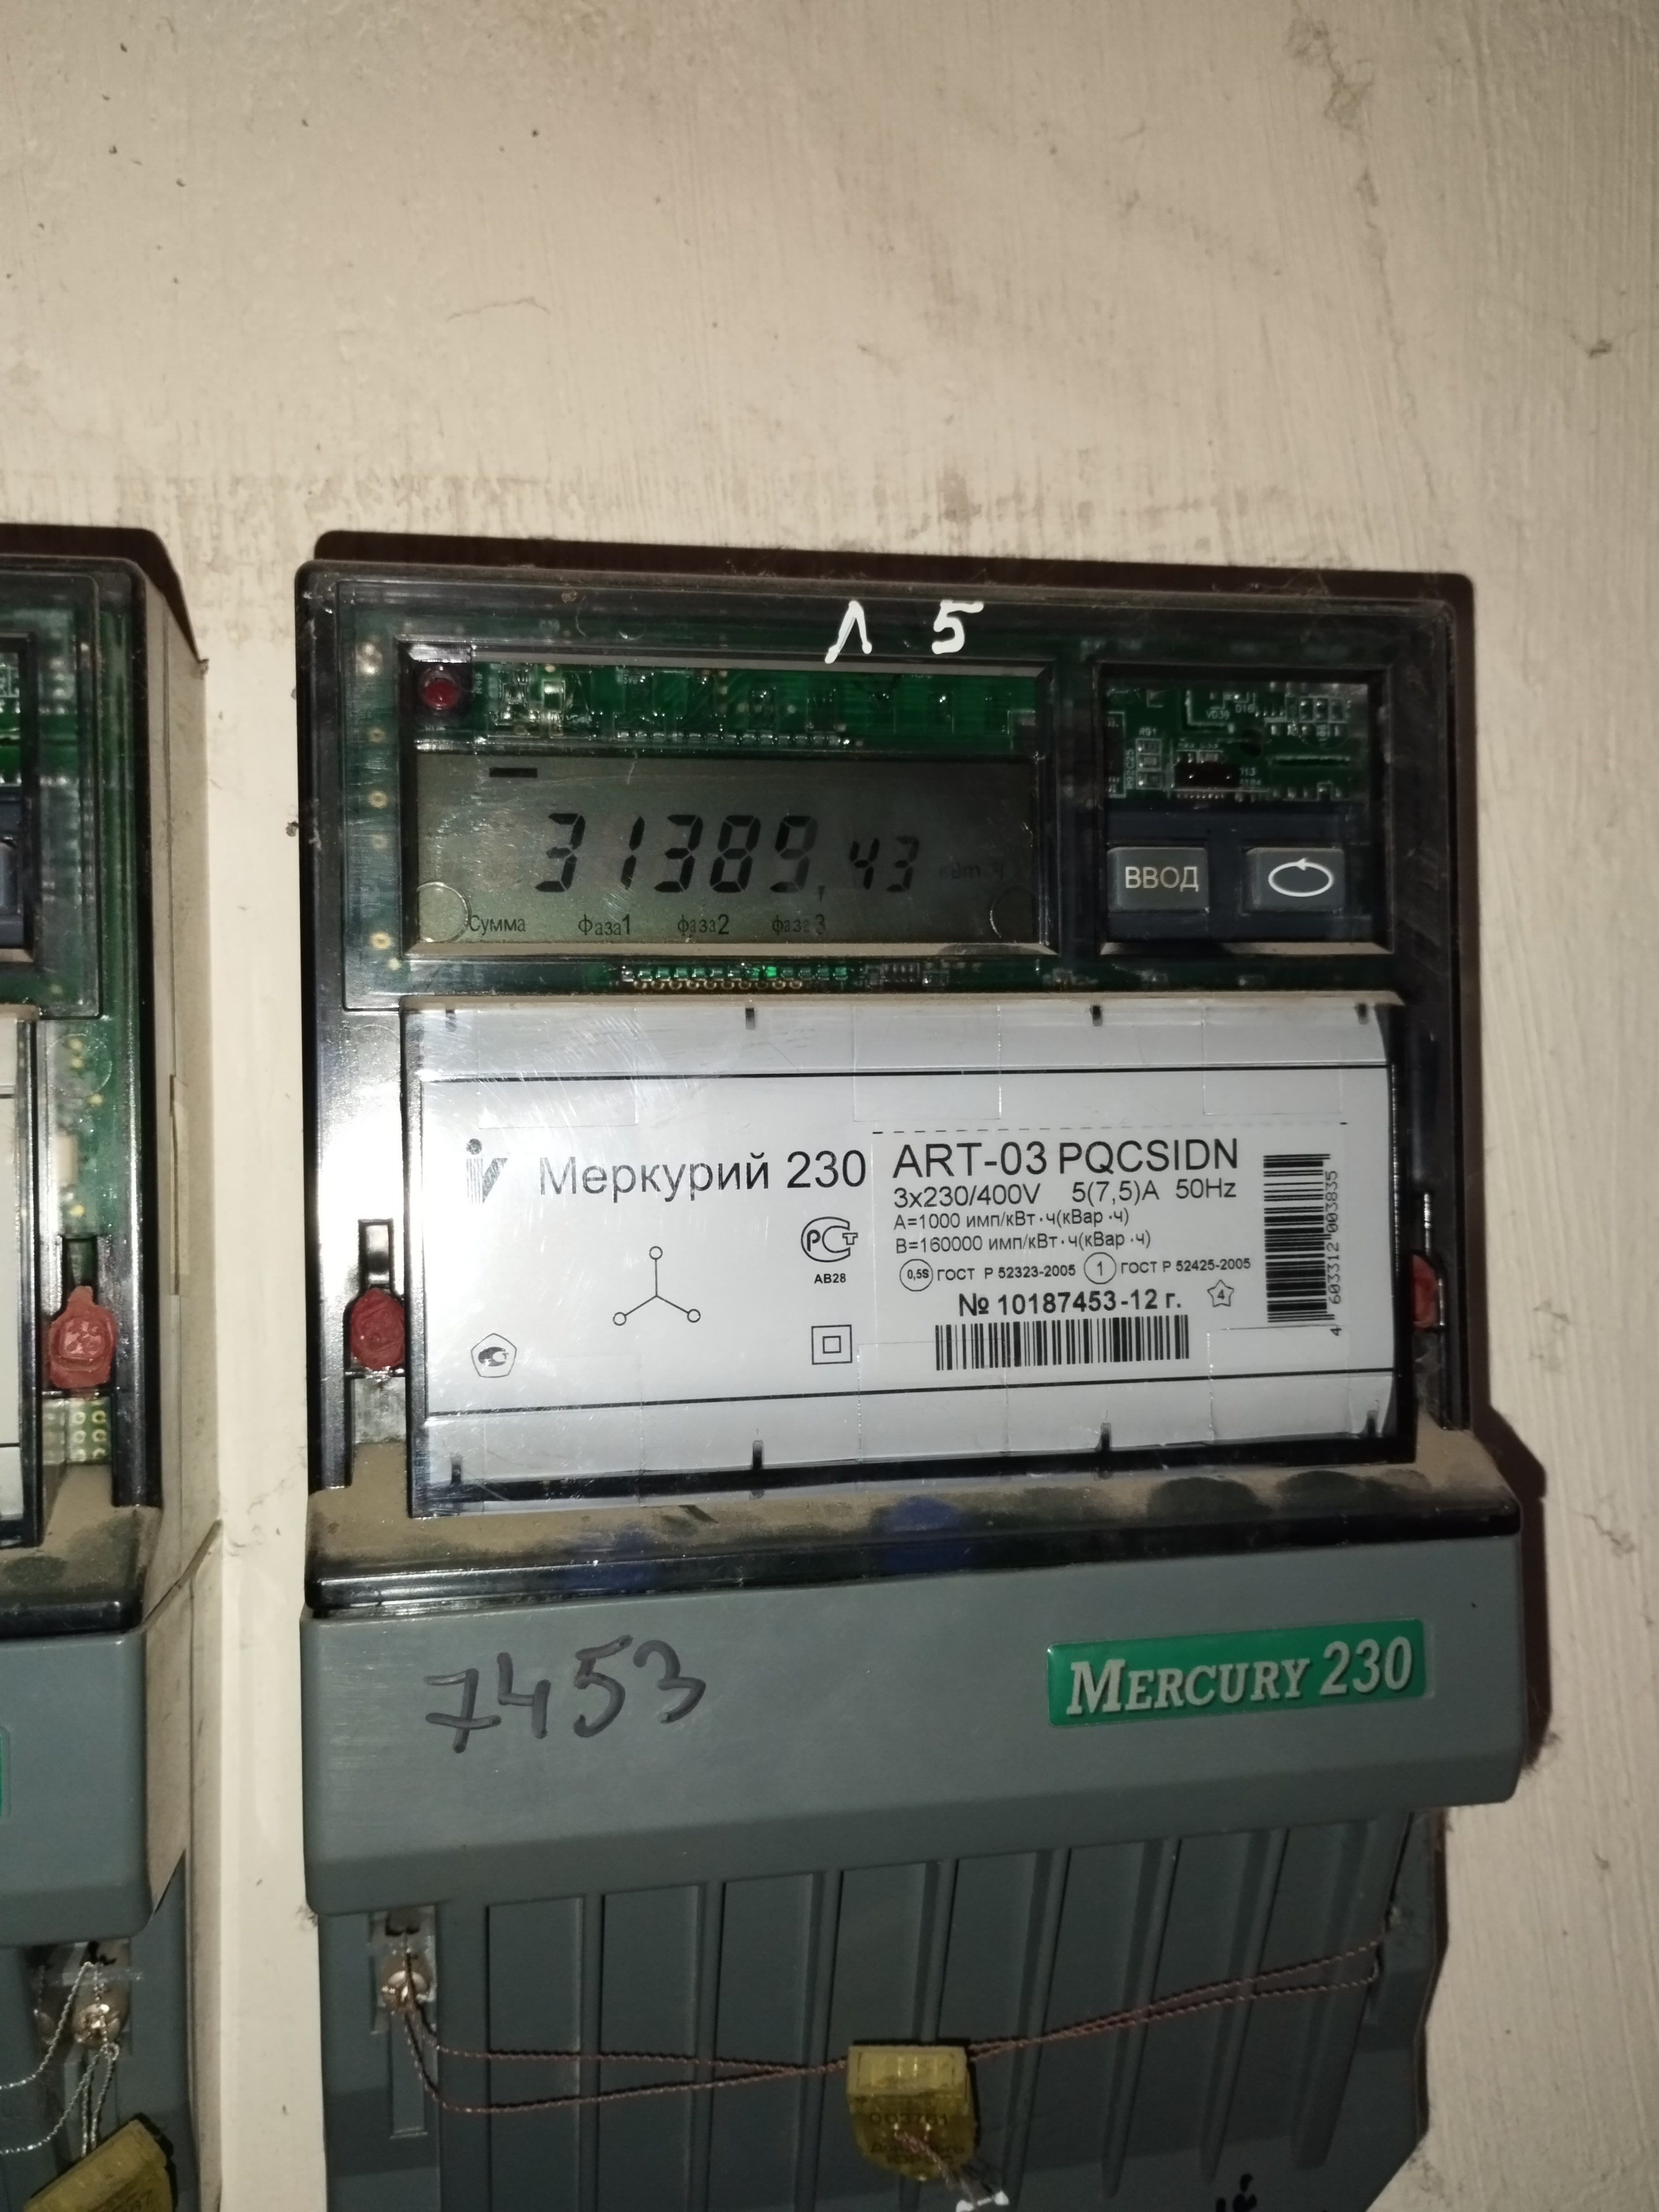 Л 5
31389,43 кВт ч
Сумма Фаза1 фаза2 фаза3
ВВОД
Меркурий 230
ART-03 PQCSIDN
3x230/400V 5(7,5)A 50Hz
A=1000 имп/кВт·ч(кВар·ч)
B=160000 имп/кВт·ч(кВар·ч)
0,5S ГОСТ Р 52323-2005 1 ГОСТ Р 52425-2005
АВ28
№ 10187453-12 г. 4
4 603312 003835
7453
MERCURY 230